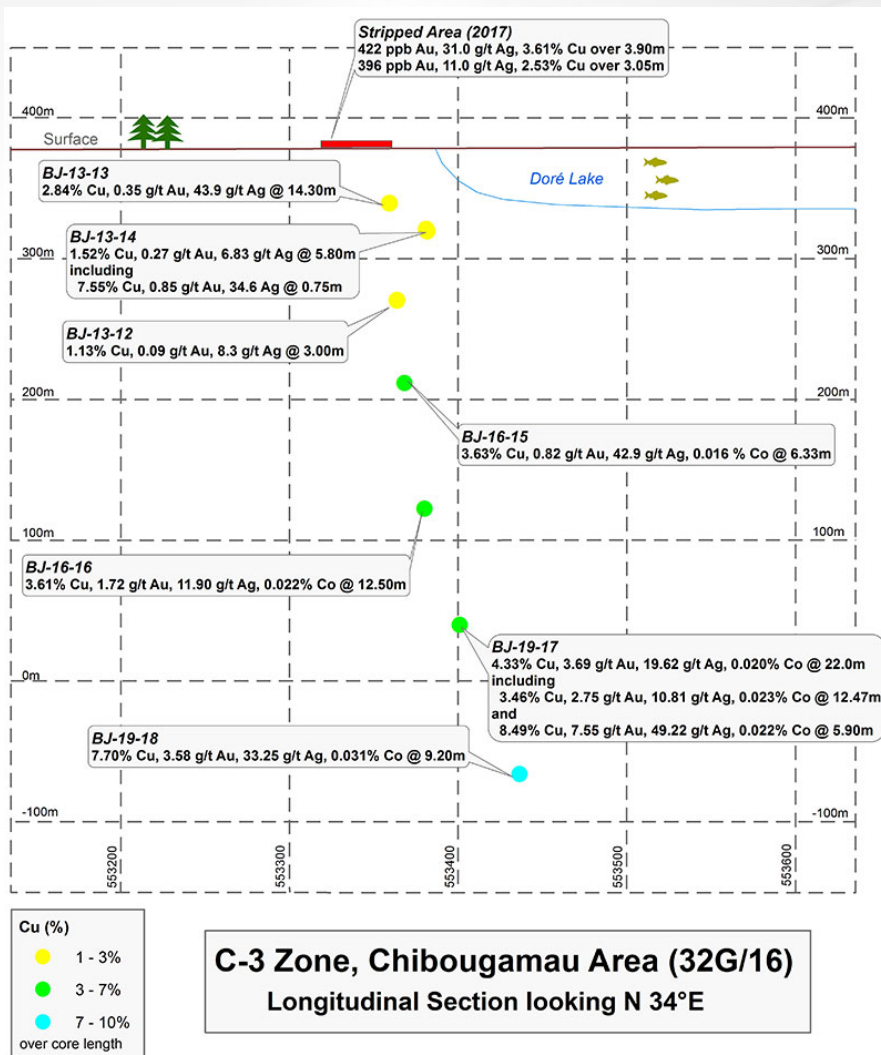 Stripped Area (2017)
422 ppb Au, 31.0 g/t Ag, 3.61% Cu over 3.90m
396 ppb Au, 11.0 g/t Ag, 2.53% Cu over 3.05m
400m
400m
Surface
Doré Lake
BJ-13-13
2.84% Cu, 0.35 g/t Au, 43.9 g/t Ag @ 14.30m
BJ-13-14
1.52% Cu, 0.27 g/t Au, 6.83 g/t Ag @ 5.80m
including
7.55% Cu, 0.85 g/t Au, 34.6 Ag @ 0.75m
300m
300m
BJ-13-12
1.13% Cu, 0.09 g/t Au, 8.3 g/t Ag @ 3.00m
200m
200m
BJ-16-15
3.63% Cu, 0.82 g/t Au, 42.9 g/t Ag, 0.016 % Co @ 6.33m
100m
100m
BJ-16-16
3.61% Cu, 1.72 g/t Au, 11.90 g/t Ag, 0.022% Co @ 12.50m
BJ-19-17
4.33% Cu, 3.69 g/t Au, 19.62 g/t Ag, 0.020% Co @ 22.0m
including
3.46% Cu, 2.75 g/t Au, 10.81 g/t Ag, 0.023% Co @ 12.47m
and
8.49% Cu, 7.55 g/t Au, 49.22 g/t Ag, 0.022% Co @ 5.90m
0m
BJ-19-18
7.70% Cu, 3.58 g/t Au, 33.25 g/t Ag, 0.031% Co @ 9.20m
-100m
-100m
553200
553300
553400
553500
553600
Cu (%)
1 - 3%
3 - 7%
7 - 10%
over core length
C-3 Zone, Chibougamau Area (32G/16)
Longitudinal Section looking N 34°E